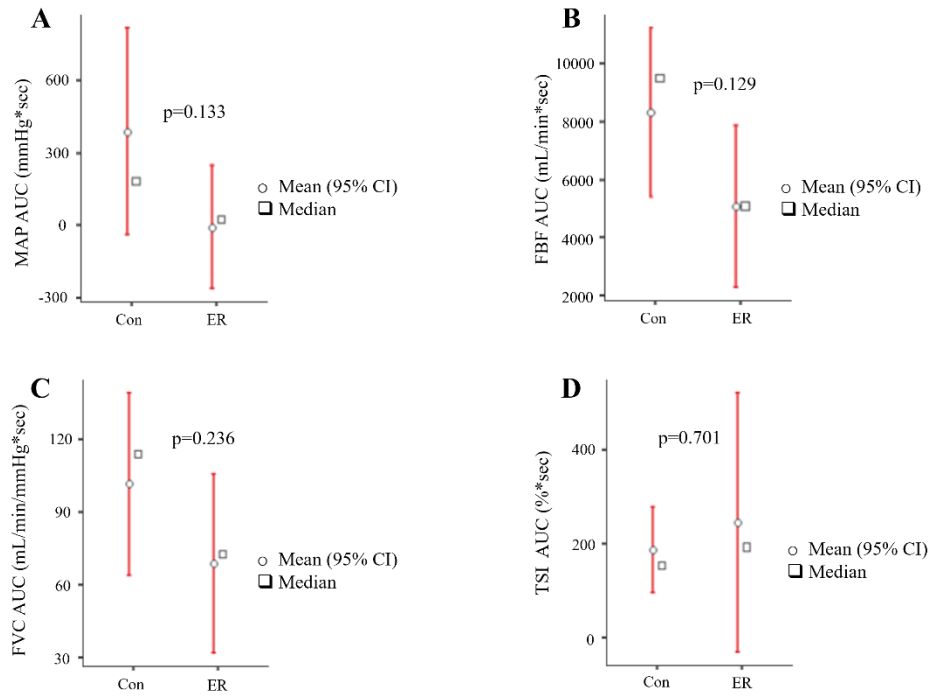 A
MAP AUC (mmHg*sec)
600
300
0
-300
p=0.133
Mean (95% CI)
Median
Con
ER
B
FBF AUC (mL/min*sec)
10000
8000
6000
4000
2000
p=0.129
Mean (95% CI)
Median
Con
ER
C
FVC AUC (mL/min/mmHg*sec)
120
90
60
30
p=0.236
Mean (95% CI)
Median
Con
ER
D
TSI AUC (%*sec)
400
200
0
p=0.701
Mean (95% CI)
Median
Con
ER